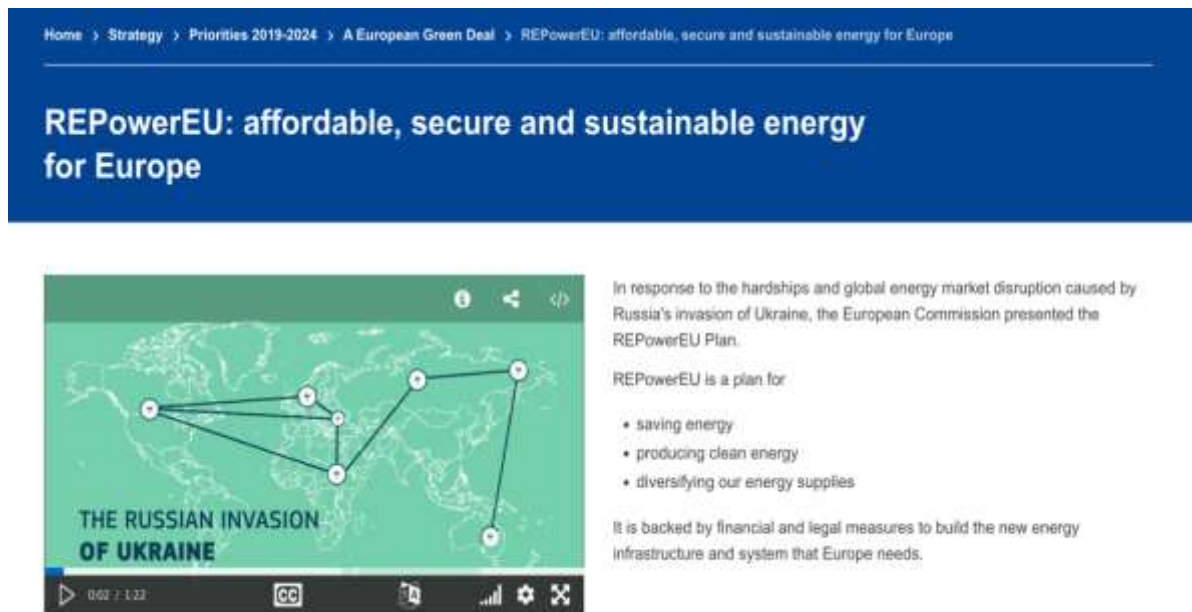 Home > Strategy > Priorities 2019-2024 > A European Green Deal > REPowerEU: affordable, secure and sustainable energy for Europe
REPowerEU: affordable, secure and sustainable energy
for Europe
In response to the hardships and global energy market disruption caused by
Russia's invasion of Ukraine, the European Commission presented the
REPowerEU Plan.
REPowerEU is a plan for
• saving energy
• producing clean energy
• diversifying our energy supplies
It is backed by financial and legal measures to build the new energy
infrastructure and system that Europe needs.
THE RUSSIAN INVASION
OF UKRAINE
0:02 / 1:22
CC